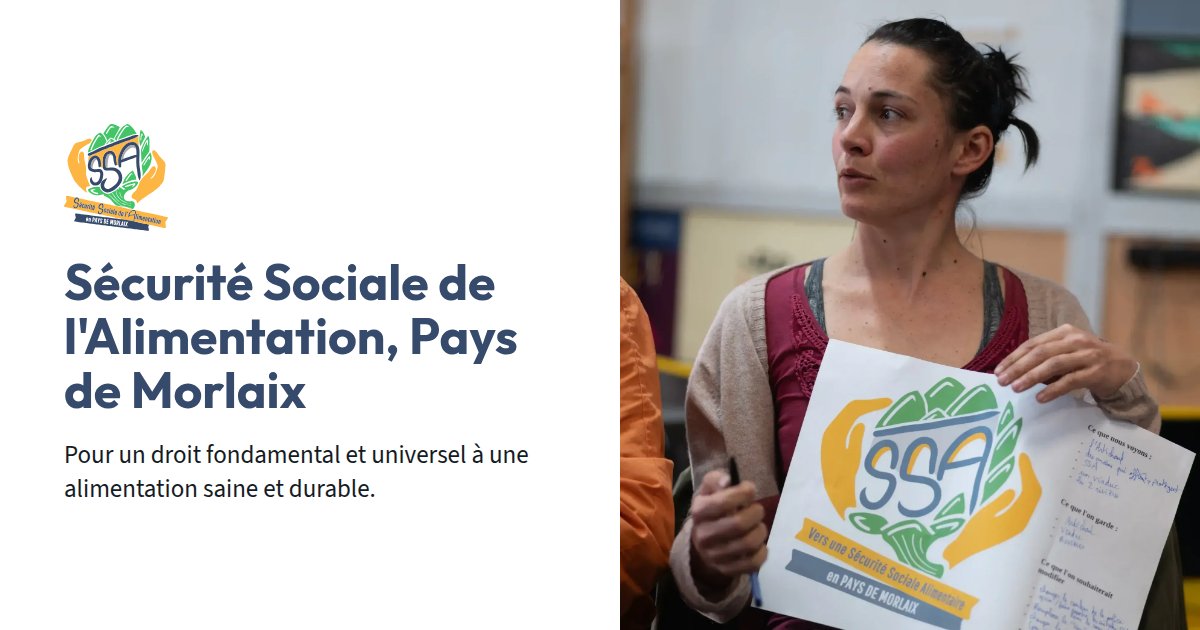 SSA
Sécurité Sociale de l'Alimentation
en PAYS DE MORLAIX
Sécurité Sociale de
l'Alimentation, Pays
de Morlaix
Pour un droit fondamental et universel à une
alimentation saine et durable.
SSA
Vers une Sécurité Sociale Alimentaire
en PAYS DE MORLAIX
Ce que nous voyons :
Ce que l'on garde :
Ce que l'on souhaiterait
modifier